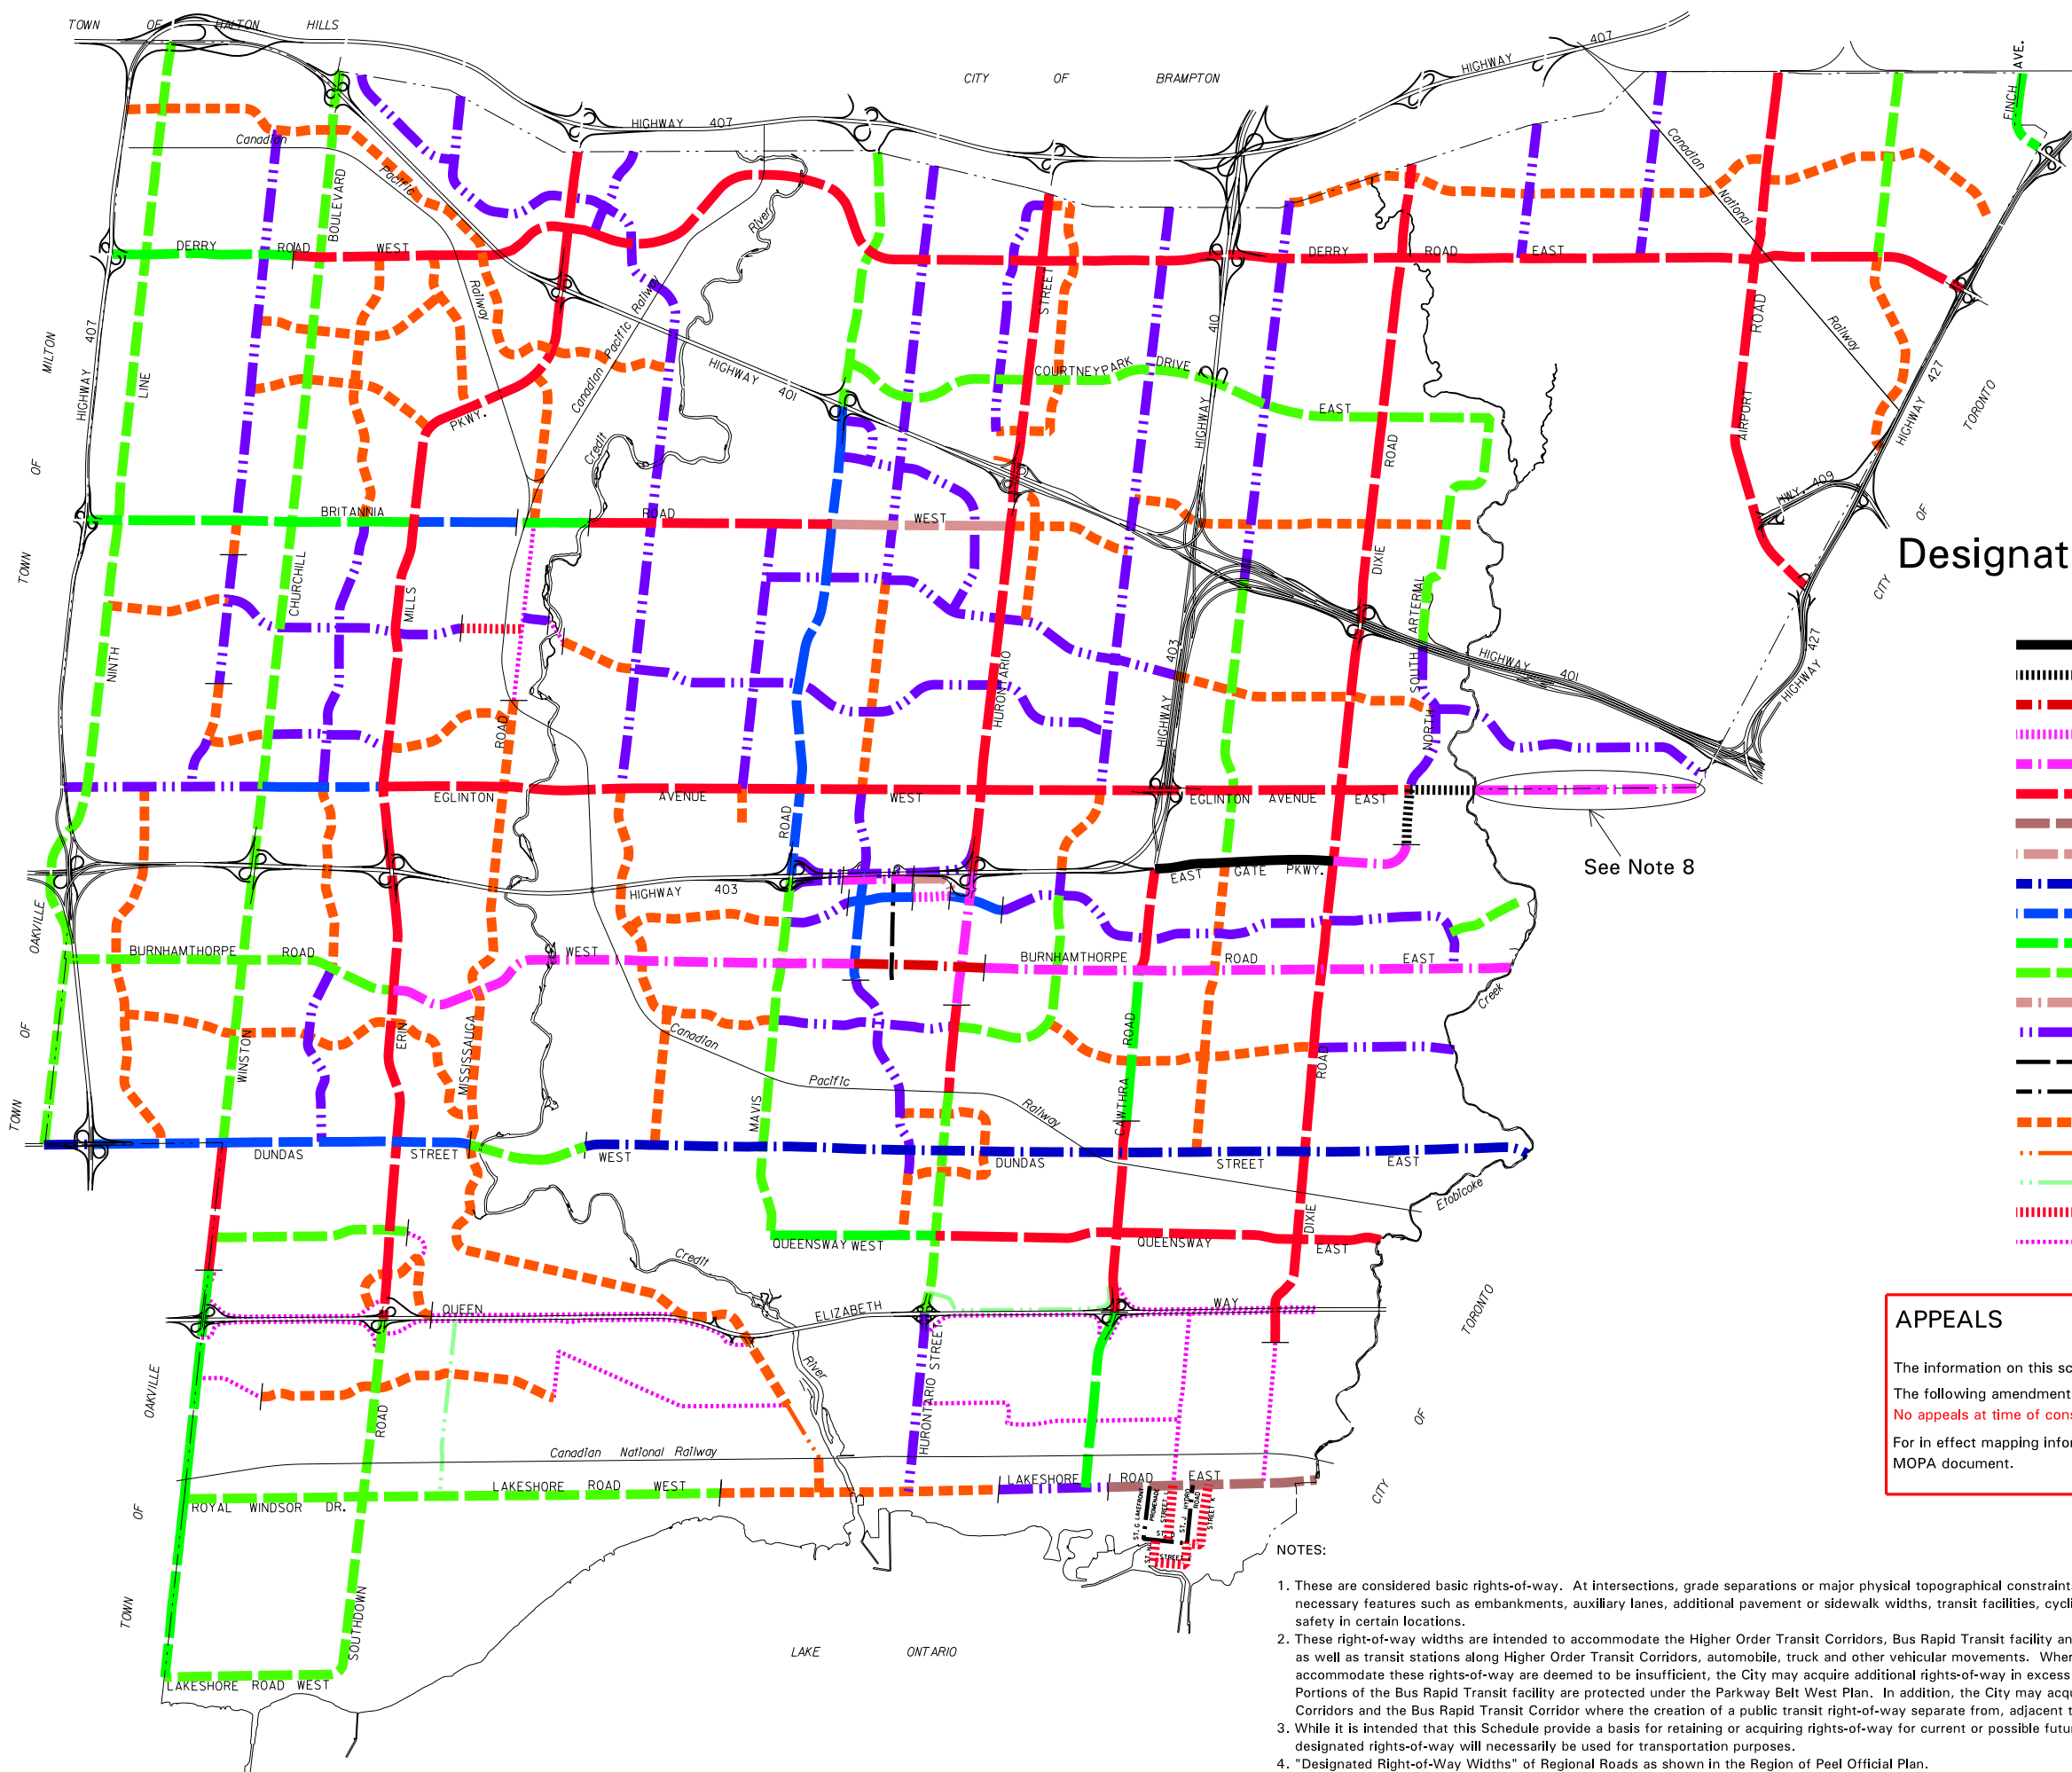 TOWN OF HALTON HILLS
CITY OF BRAMPTON
HIGHWAY 407
FINCH AVE.
HIGHWAY 407
Canadian Pacific Railway
BOULEVARD
River
Canadian National Railway
DERRY ROAD WEST
DERRY ROAD EAST
STREET
410
ROAD
MILTON
HIGHWAY 407
LINE
Canadian Pacific Railway
HIGHWAY 401
COURTNEYPARK DRIVE EAST
HIGHWAY
AIRPORT
HIGHWAY 427
TORONTO
PKWY.
Credit
ROAD
OF
HWY. 409
BRITANNIA ROAD WEST
OF
TOWN
Designat
CITY
CHURCHILL
MILLS
DIXIE
NORTH SOUTH ARTERIAL
NINTH
HURONTARIO
403
HIGHWAY 401
427
HIGHWAY
ROAD
HIGHWAY
EGLINTON AVENUE WEST
EGLINTON AVENUE EAST
ROAD
See Note 8
HIGHWAY 403
EAST GATE PKWY.
OAKVILLE
BURNHAMTHORPE ROAD WEST
BURNHAMTHORPE ROAD EAST
Creek
OF
WINSTON
ERIN
MISSISSAUGA
Canadian Pacific Railway
ROAD
ROAD
TOWN
MAVIS
CAWTHRA
DUNDAS STREET WEST
DUNDAS STREET EAST
Etobicoke
DIXIE
QUEENSWAY WEST
QUEENSWAY EAST
Credit
QUEEN ELIZABETH WAY
TORONTO
APPEALS
The information on this sc
The following amendment
No appeals at time of con
For in effect mapping infor
MOPA document.
River
HURONTARIO STREET
OAKVILLE
ROAD
OF
Canadian National Railway
LAKESHORE ROAD WEST
LAKESHORE ROAD EAST
ROYAL WINDSOR DR.
CITY
OF
ST. G LAKEFRONT
PROMENADE
STREET I
ST. J HYDRO
ROAD
STREET K
STREET
TOWN
SOUTHDOWN
LAKESHORE ROAD WEST
LAKE ONTARIO
NOTES:
1. These are considered basic rights-of-way. At intersections, grade separations or major physical topographical constraint
necessary features such as embankments, auxiliary lanes, additional pavement or sidewalk widths, transit facilities, cycli
safety in certain locations.
2. These right-of-way widths are intended to accommodate the Higher Order Transit Corridors, Bus Rapid Transit facility an
as well as transit stations along Higher Order Transit Corridors, automobile, truck and other vehicular movements. Wher
accommodate these rights-of-way are deemed to be insufficient, the City may acquire additional rights-of-way in excess
Portions of the Bus Rapid Transit facility are protected under the Parkway Belt West Plan. In addition, the City may acqu
Corridors and the Bus Rapid Transit Corridor where the creation of a public transit right-of-way separate from, adjacent t
3. While it is intended that this Schedule provide a basis for retaining or acquiring rights-of-way for current or possible futur
designated rights-of-way will necessarily be used for transportation purposes.
4. "Designated Right-of-Way Widths" of Regional Roads as shown in the Region of Peel Official Plan.